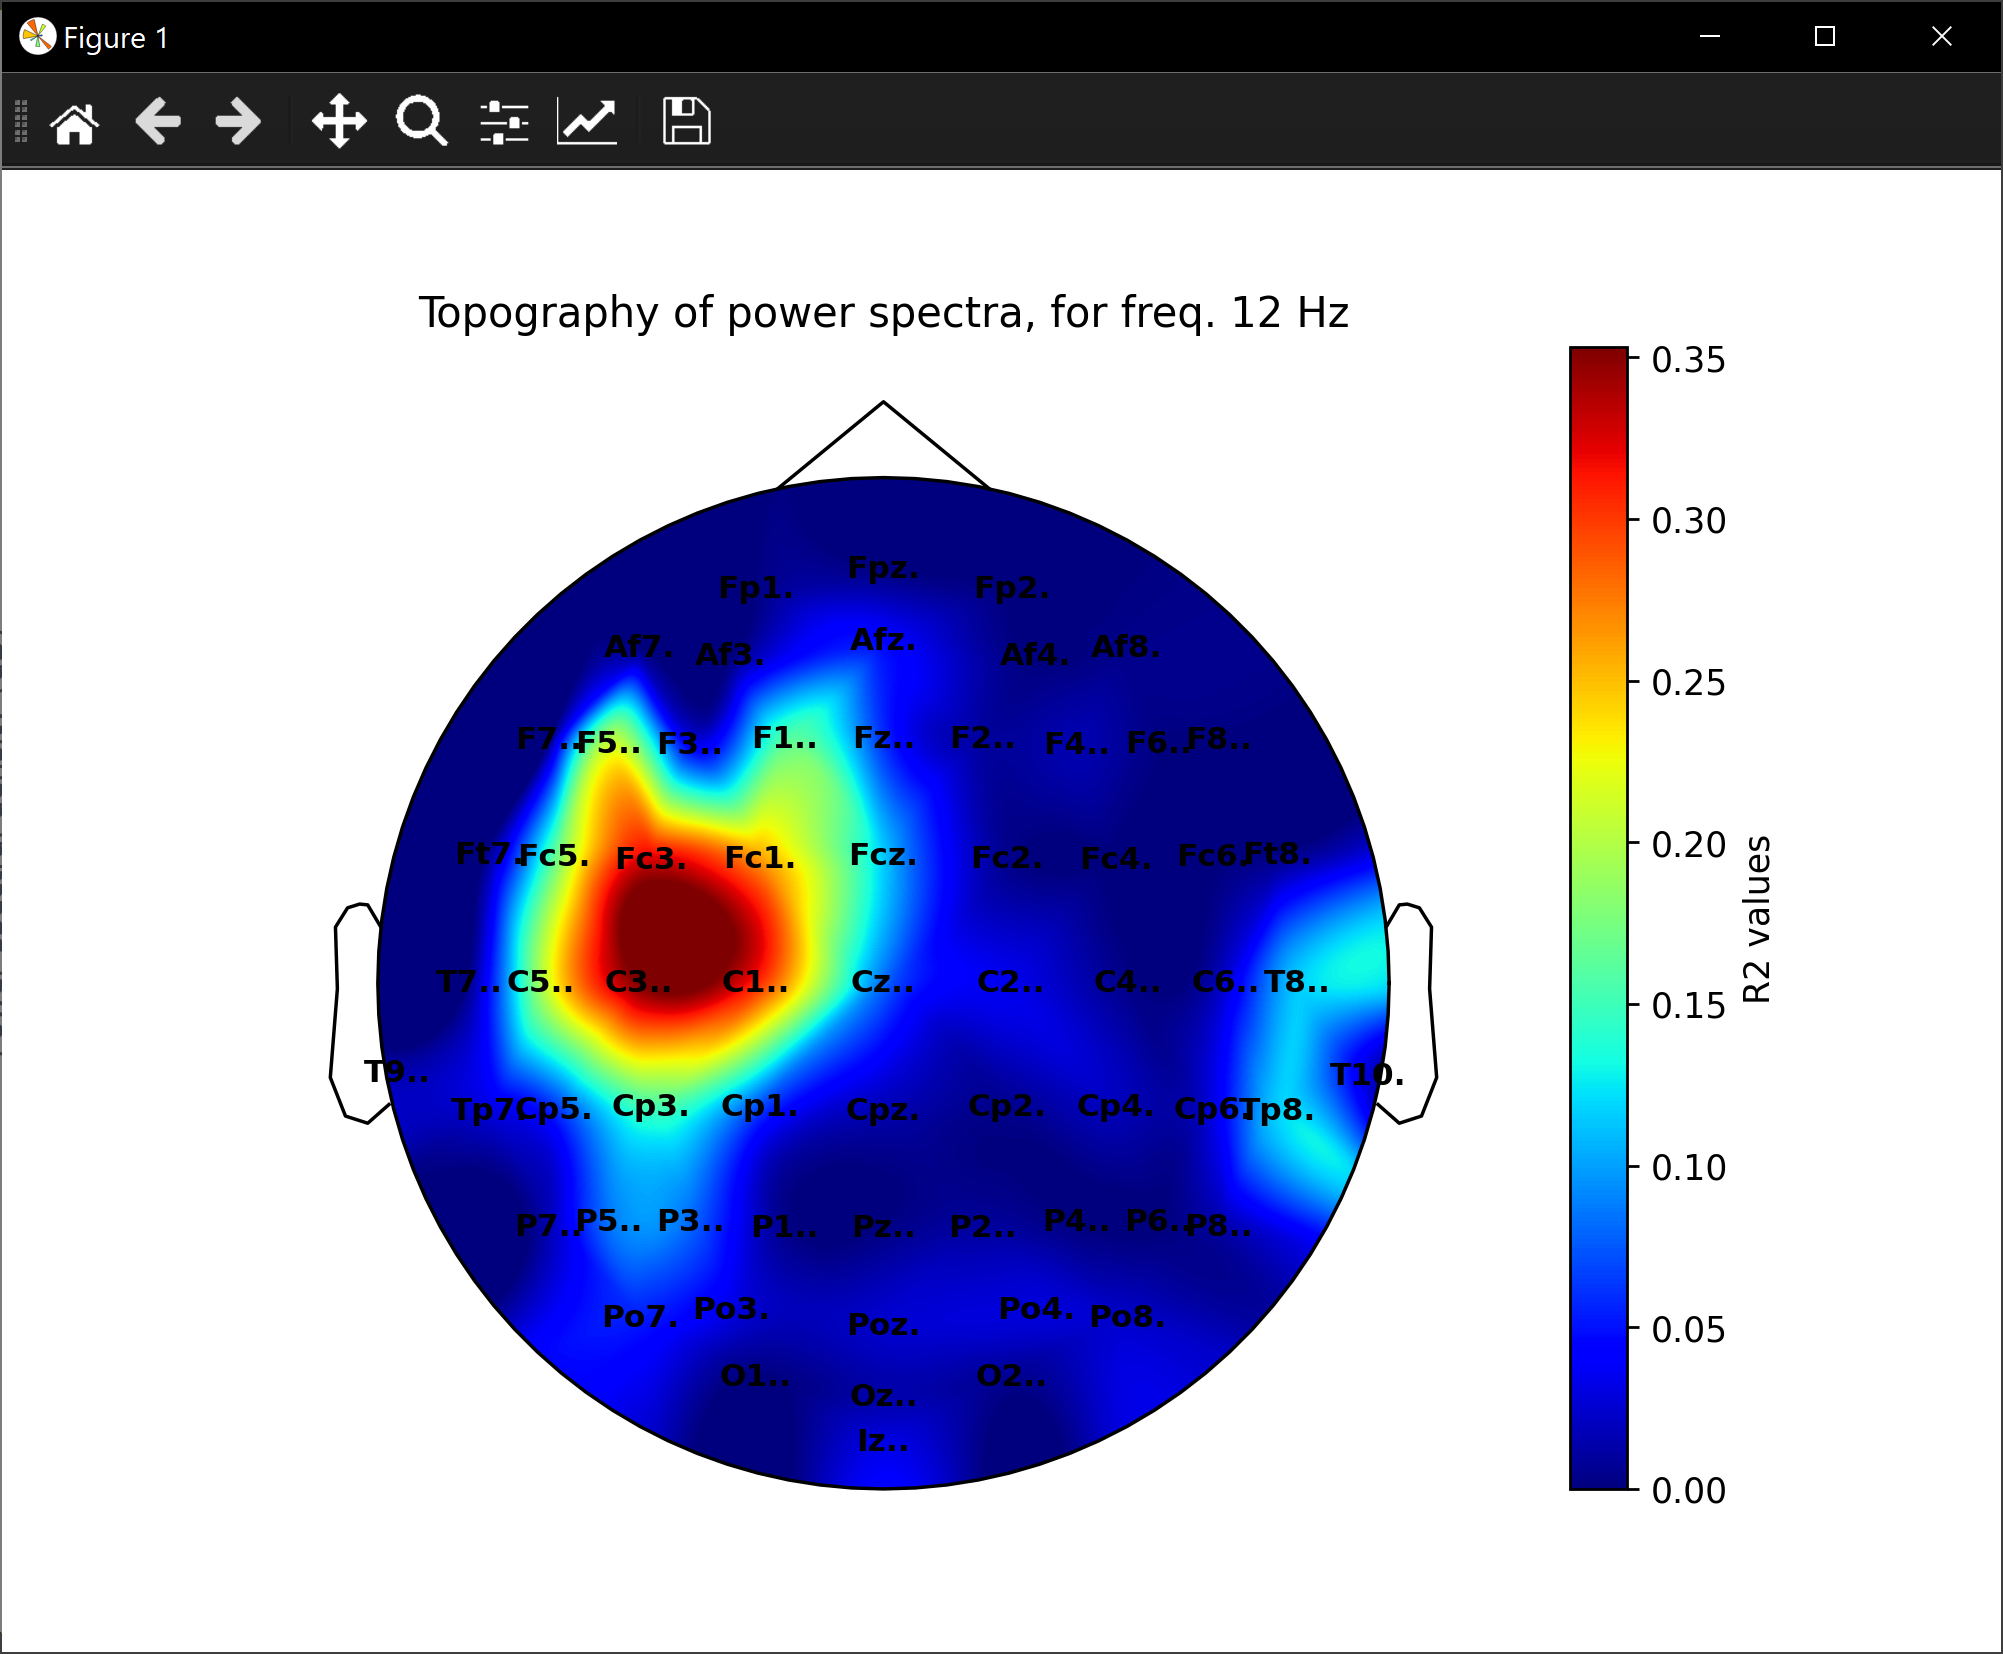 Figure 1
Topography of power spectra, for freq. 12 Hz
Fp1. Fpz. Fp2.
Af7. Af3. Afz. Af4. Af8.
F7.. F5.. F3.. F1.. Fz.. F2.. F4.. F6.. F8..
Ft7. Fc5. Fc3. Fc1. Fcz. Fc2. Fc4. Fc6. Ft8.
T7.. C5.. C3.. C1.. Cz.. C2.. C4.. C6.. T8..
T9.. T10.
Tp7. Cp5. Cp3. Cp1. Cpz. Cp2. Cp4. Cp6. Tp8.
P7.. P5.. P3.. P1.. Pz.. P2.. P4.. P6.. P8..
Po7. Po3. Poz. Po4. Po8.
O1.. Oz.. O2..
Iz..
0.35
0.30
0.25
0.20
0.15
0.10
0.05
0.00
R2 values